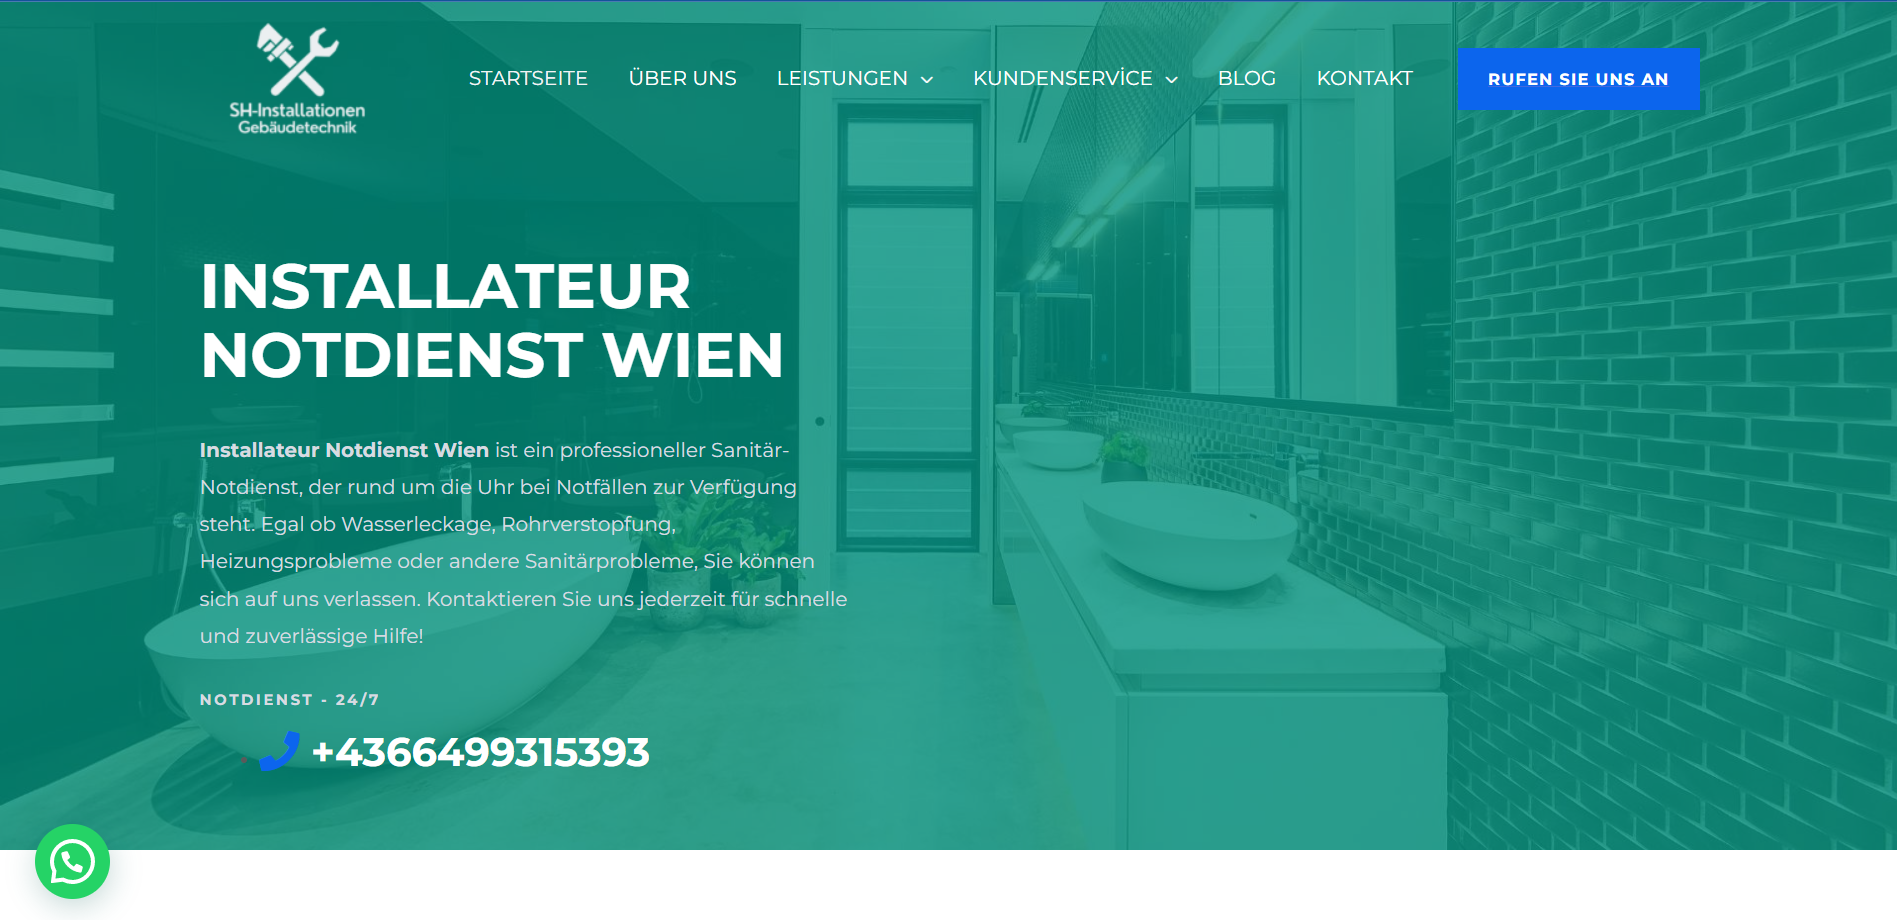 SH-Installationen
Gebäudetechnik
STARTSEITE
ÜBER UNS
LEISTUNGEN
KUNDENSERVİCE
BLOG
KONTAKT
RUFEN SIE UNS AN
INSTALLATEUR
NOTDIENST WIEN
Installateur Notdienst Wien ist ein professioneller Sanitär-
Notdienst, der rund um die Uhr bei Notfällen zur Verfügung
steht. Egal ob Wasserleckage, Rohrverstopfung,
Heizungsprobleme oder andere Sanitärprobleme, Sie können
sich auf uns verlassen. Kontaktieren Sie uns jederzeit für schnelle
und zuverlässige Hilfe!
NOTDIENST - 24/7
+4366499315393